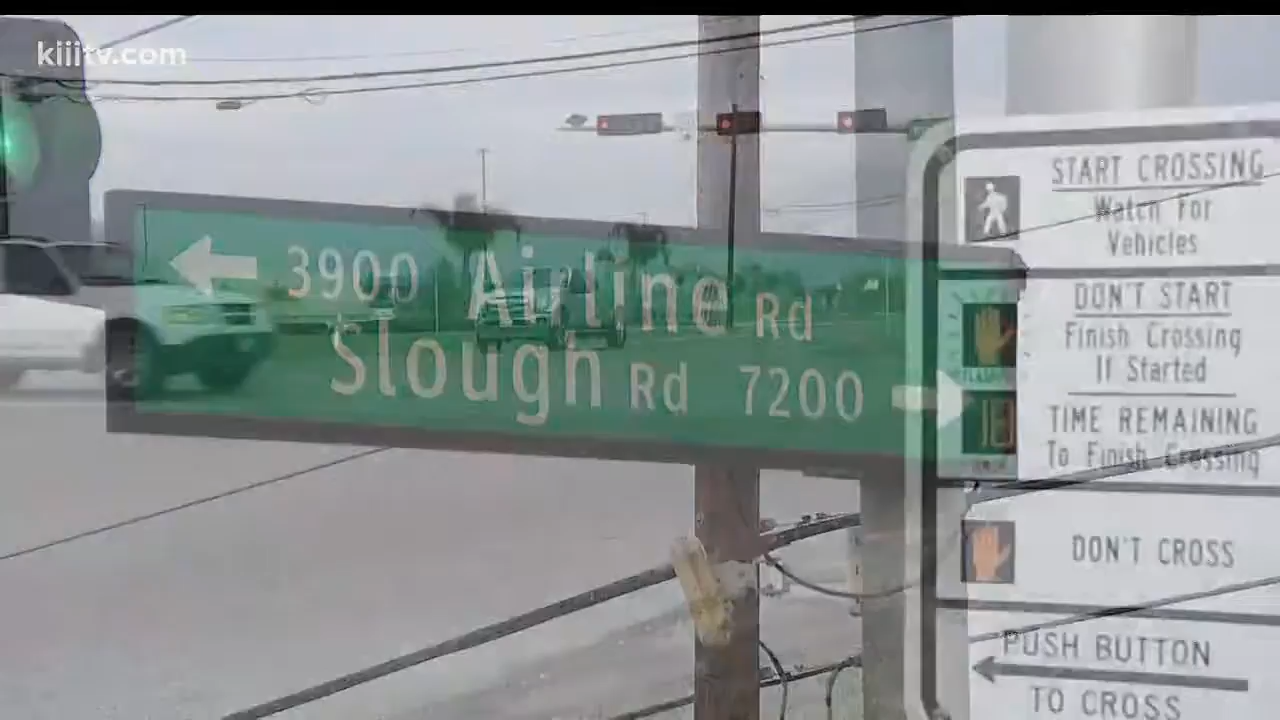 kiiitv.com
3900 Airline Rd
Slough Rd 7200
START CROSSING
Watch For
Vehicles
DON'T START
Finish Crossing
If Started
18
TIME REMAINING
To Finish Crossing
DON'T CROSS
PUSH BUTTON
TO CROSS